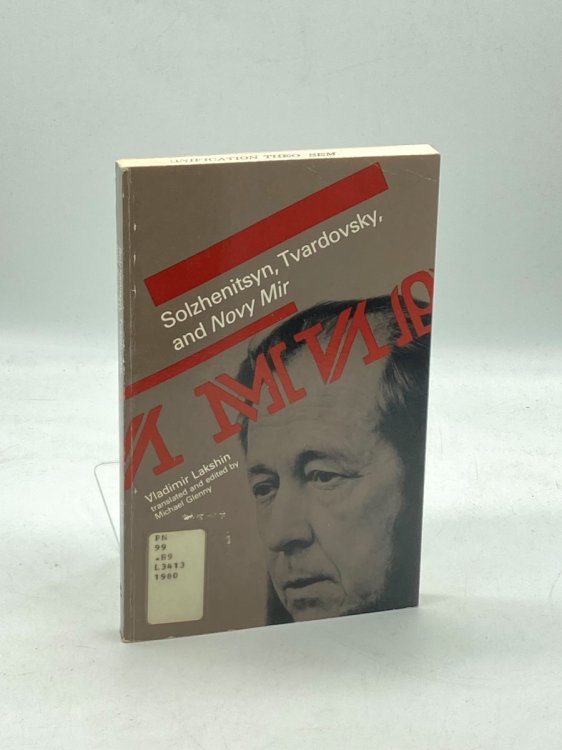 UNIFICATION THEO SEM
Solzhenitsyn, Tvardovsky,
and Novy Mir
Й МИР
Vladimir Lakshin
translated and edited by
Michael Glenny
PN
99
.R9
L3413
1980